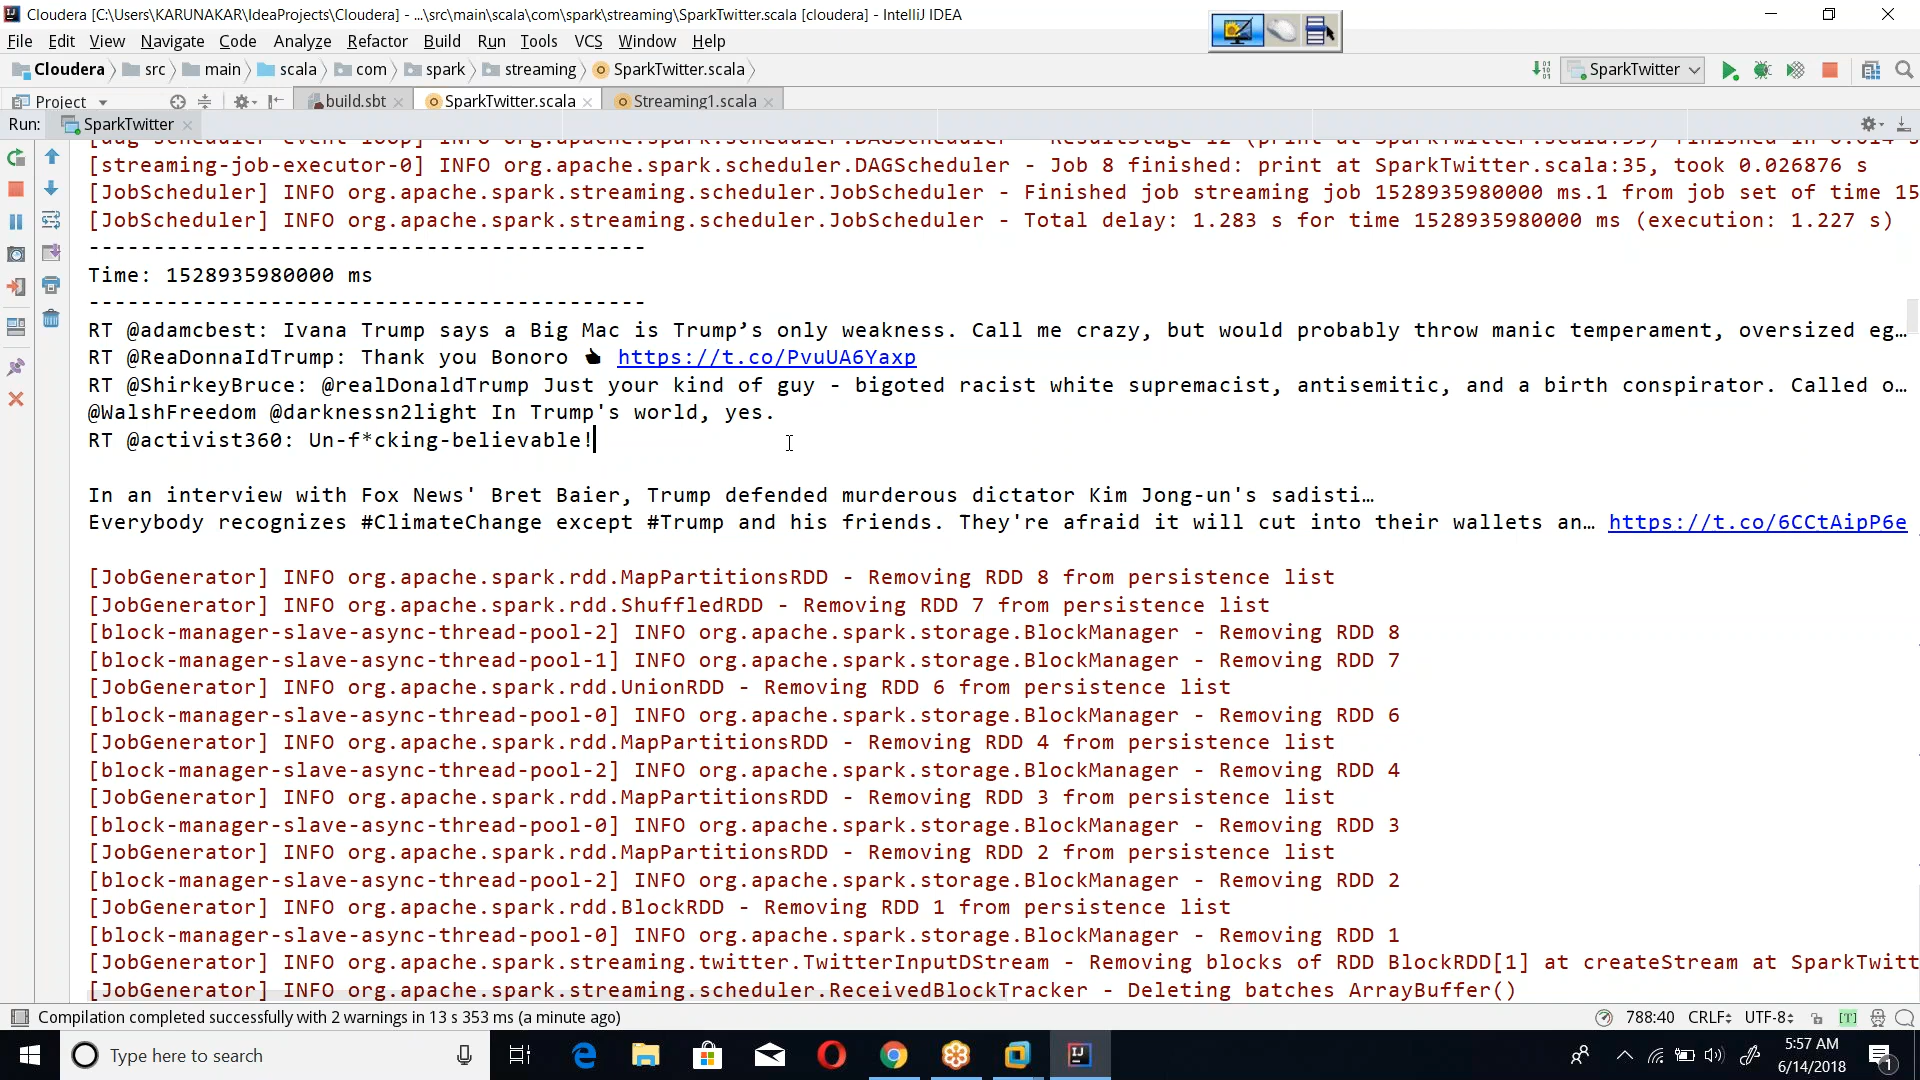 Cloudera [C:\Users\KARUNAKAR\IdeaProjects\Cloudera] - ...\src\main\scala\com\spark\streaming\SparkTwitter.scala [cloudera] - IntelliJ IDEA
File Edit View Navigate Code Analyze Refactor Build Run Tools VCS Window Help
Cloudera src main scala com spark streaming SparkTwitter.scala SparkTwitter
Project build.sbt SparkTwitter.scala Streaming1.scala
Run: SparkTwitter
[streaming-job-executor-0] INFO org.apache.spark.scheduler.DAGScheduler - Job 8 finished: print at SparkTwitter.scala:35, took 0.026876 s
[JobScheduler] INFO org.apache.spark.streaming.scheduler.JobScheduler - Finished job streaming job 1528935980000 ms.1 from job set of time 15
[JobScheduler] INFO org.apache.spark.streaming.scheduler.JobScheduler - Total delay: 1.283 s for time 1528935980000 ms (execution: 1.227 s)
-------------------------------------------
Time: 1528935980000 ms
-------------------------------------------
RT @adamcbest: Ivana Trump says a Big Mac is Trump’s only weakness. Call me crazy, but would probably throw manic temperament, oversized eg…
RT @ReaDonnaIdTrump: Thank you Bonoro 👍 https://t.co/PvuUA6Yaxp
RT @ShirkeyBruce: @realDonaldTrump Just your kind of guy - bigoted racist white supremacist, antisemitic, and a birth conspirator. Called o…
@WalshFreedom @darknessn2light In Trump's world, yes.
RT @activist360: Un-f*cking-believable!
In an interview with Fox News' Bret Baier, Trump defended murderous dictator Kim Jong-un's sadisti…
Everybody recognizes #ClimateChange except #Trump and his friends. They're afraid it will cut into their wallets an… https://t.co/6CCtAipP6e
[JobGenerator] INFO org.apache.spark.rdd.MapPartitionsRDD - Removing RDD 8 from persistence list
[JobGenerator] INFO org.apache.spark.rdd.ShuffledRDD - Removing RDD 7 from persistence list
[block-manager-slave-async-thread-pool-2] INFO org.apache.spark.storage.BlockManager - Removing RDD 8
[block-manager-slave-async-thread-pool-1] INFO org.apache.spark.storage.BlockManager - Removing RDD 7
[JobGenerator] INFO org.apache.spark.rdd.UnionRDD - Removing RDD 6 from persistence list
[block-manager-slave-async-thread-pool-0] INFO org.apache.spark.storage.BlockManager - Removing RDD 6
[JobGenerator] INFO org.apache.spark.rdd.MapPartitionsRDD - Removing RDD 4 from persistence list
[block-manager-slave-async-thread-pool-2] INFO org.apache.spark.storage.BlockManager - Removing RDD 4
[JobGenerator] INFO org.apache.spark.rdd.MapPartitionsRDD - Removing RDD 3 from persistence list
[block-manager-slave-async-thread-pool-0] INFO org.apache.spark.storage.BlockManager - Removing RDD 3
[JobGenerator] INFO org.apache.spark.rdd.MapPartitionsRDD - Removing RDD 2 from persistence list
[block-manager-slave-async-thread-pool-2] INFO org.apache.spark.storage.BlockManager - Removing RDD 2
[JobGenerator] INFO org.apache.spark.rdd.BlockRDD - Removing RDD 1 from persistence list
[block-manager-slave-async-thread-pool-0] INFO org.apache.spark.storage.BlockManager - Removing RDD 1
[JobGenerator] INFO org.apache.spark.streaming.twitter.TwitterInputDStream - Removing blocks of RDD BlockRDD[1] at createStream at SparkTwitt
[JobGenerator] INFO org.apache.spark.streaming.scheduler.ReceivedBlockTracker - Deleting batches ArrayBuffer()
Compilation completed successfully with 2 warnings in 13 s 353 ms (a minute ago) 788:40 CRLF UTF-8 [T]
Type here to search
5:57 AM
6/14/2018
1